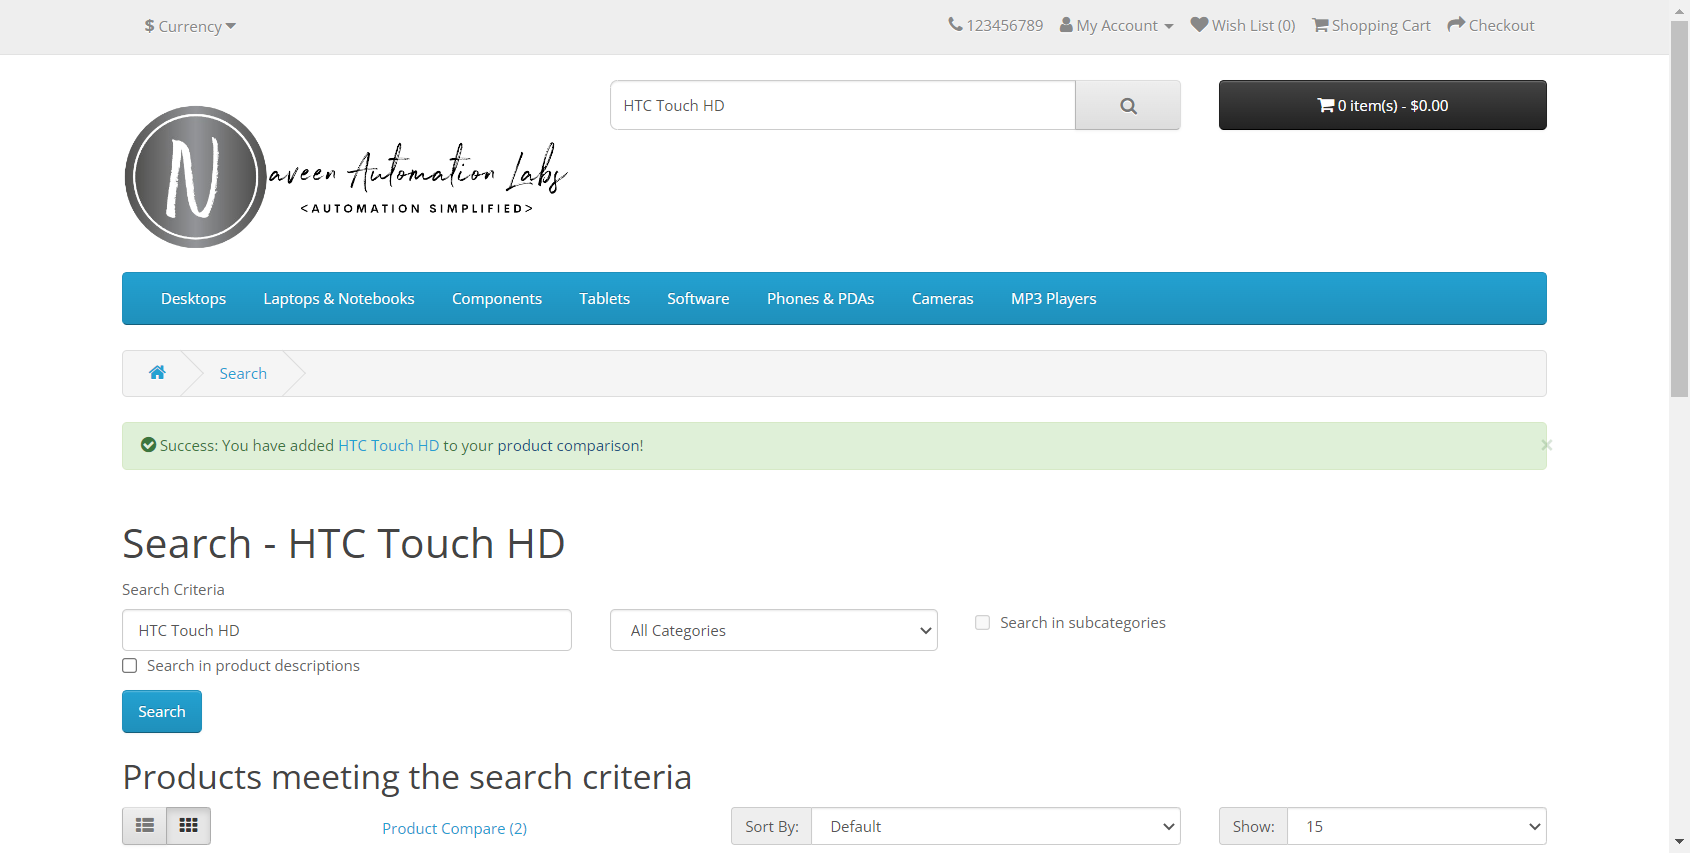 $ Currency
123456789 My Account Wish List (0) Shopping Cart Checkout
HTC Touch HD
0 item(s) - $0.00
N
aveen Automation Labs
<AUTOMATION SIMPLIFIED>
Desktops Laptops & Notebooks Components Tablets Software Phones & PDAs Cameras MP3 Players
Search
Success: You have added HTC Touch HD to your product comparison!
×
Search - HTC Touch HD
Search Criteria
HTC Touch HD
All Categories
Search in subcategories
Search in product descriptions
Search
Products meeting the search criteria
Product Compare (2)
Sort By: Default
Show: 15